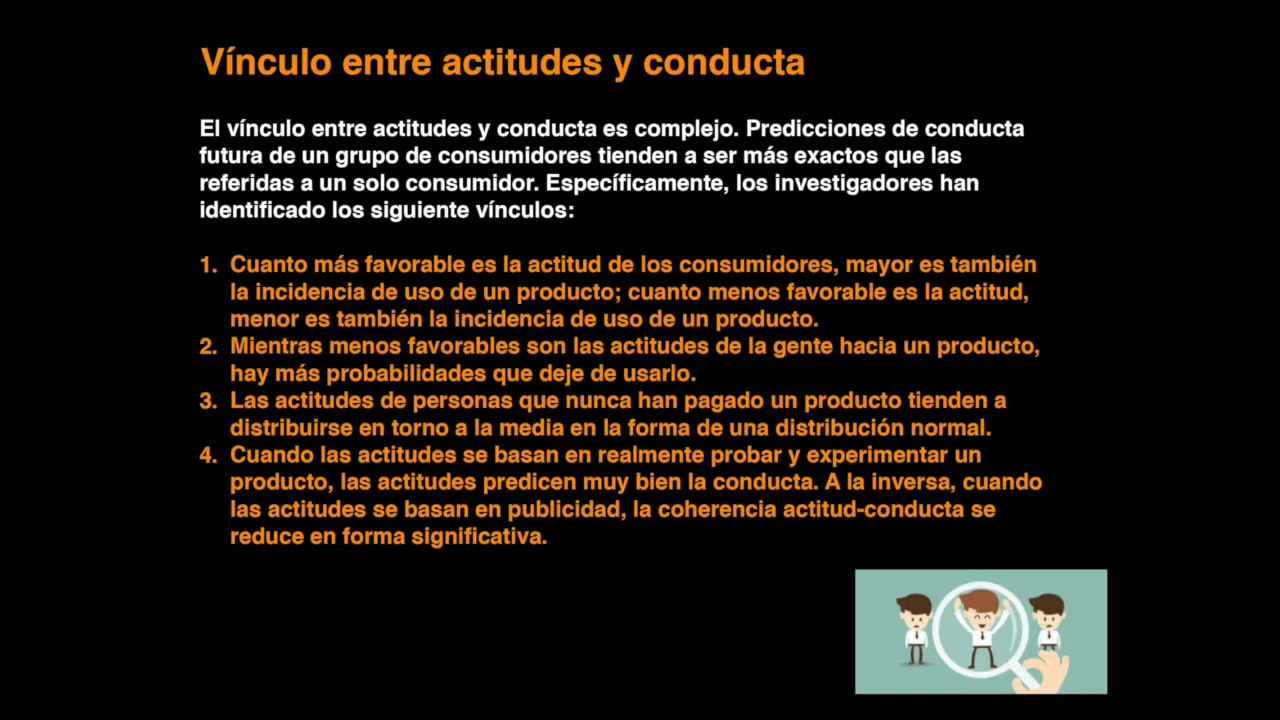 Vínculo entre actitudes y conducta
El vínculo entre actitudes y conducta es complejo. Predicciones de conducta
futura de un grupo de consumidores tienden a ser más exactos que las
referidas a un solo consumidor. Específicamente, los investigadores han
identificado los siguiente vínculos:
1. Cuanto más favorable es la actitud de los consumidores, mayor es también
la incidencia de uso de un producto; cuanto menos favorable es la actitud,
menor es también la incidencia de uso de un producto.
2. Mientras menos favorables son las actitudes de la gente hacia un producto,
hay más probabilidades que deje de usarlo.
3. Las actitudes de personas que nunca han pagado un producto tienden a
distribuirse en torno a la media en la forma de una distribución normal.
4. Cuando las actitudes se basan en realmente probar y experimentar un
producto, las actitudes predicen muy bien la conducta. A la inversa, cuando
las actitudes se basan en publicidad, la coherencia actitud-conducta se
reduce en forma significativa.